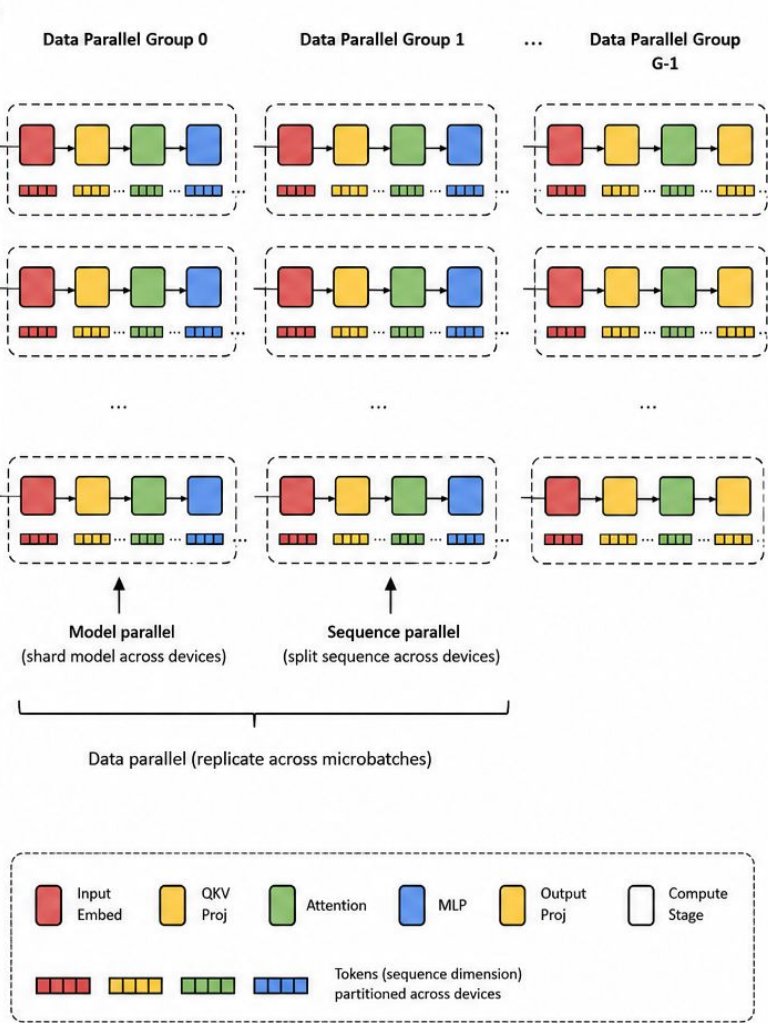 Data Parallel Group 0
Data Parallel Group 1
...
Data Parallel Group
G-1
... ... ...
... ... ...
... ... ...
... ... ...
... ... ...
... ... ...
... ... ...
... ... ...
... ... ...
... ... ...
Model parallel
(shard model across devices)
Sequence parallel
(split sequence across devices)
Data parallel (replicate across microbatches)
Input
Embed
QKV
Proj
Attention
MLP
Output
Proj
Compute
Stage
Tokens (sequence dimension)
partitioned across devices